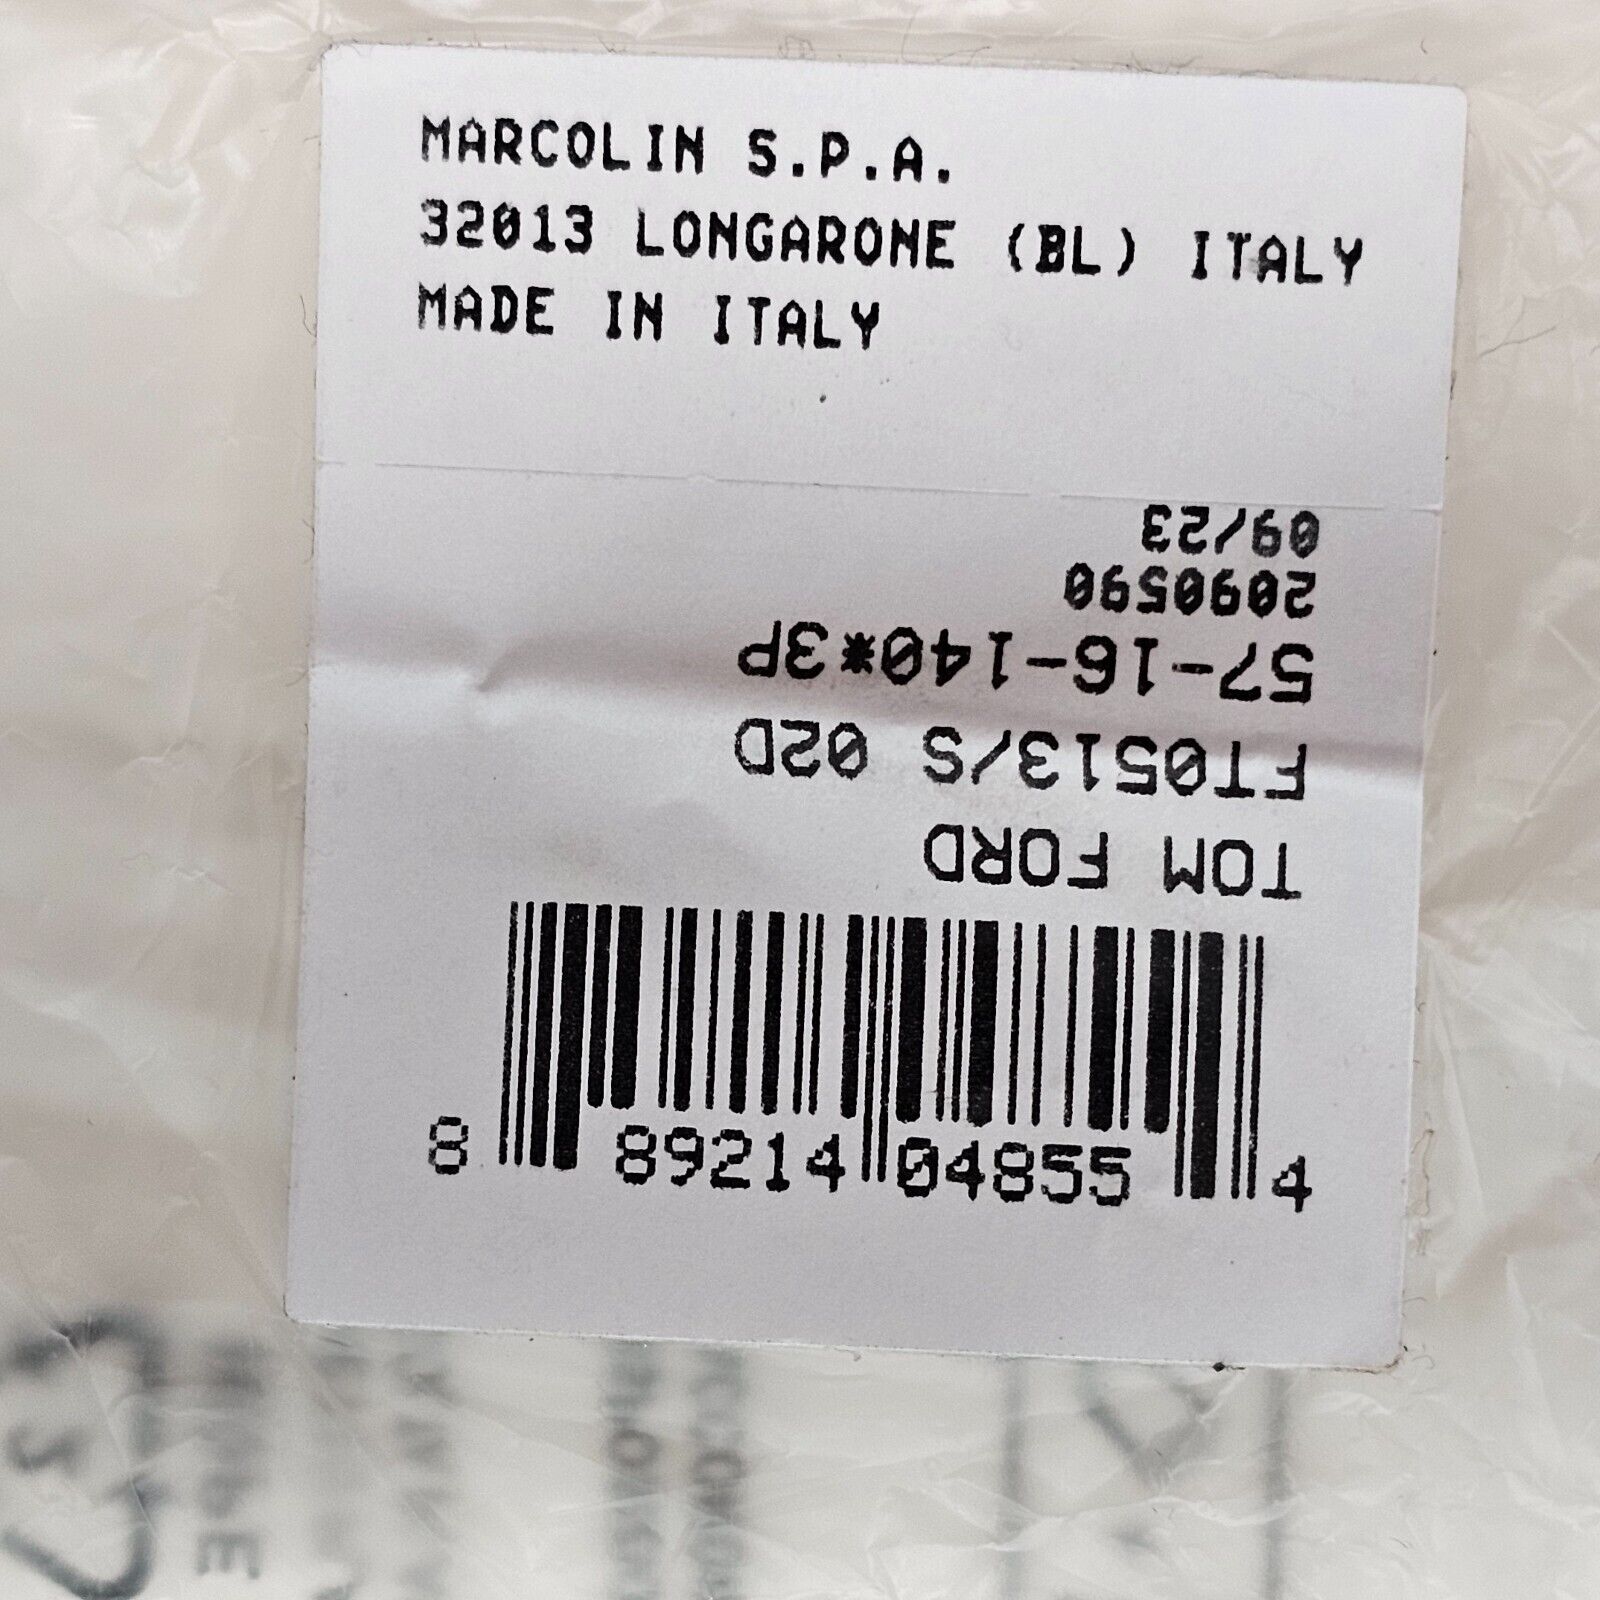 MARCOLIN S.P.A.
32013 LONGARONE (BL) ITALY
MADE IN ITALY
TOM FORD
FT0513/S 02D
57-16-140*3P
2090590
09/23
8 89214 04855 4